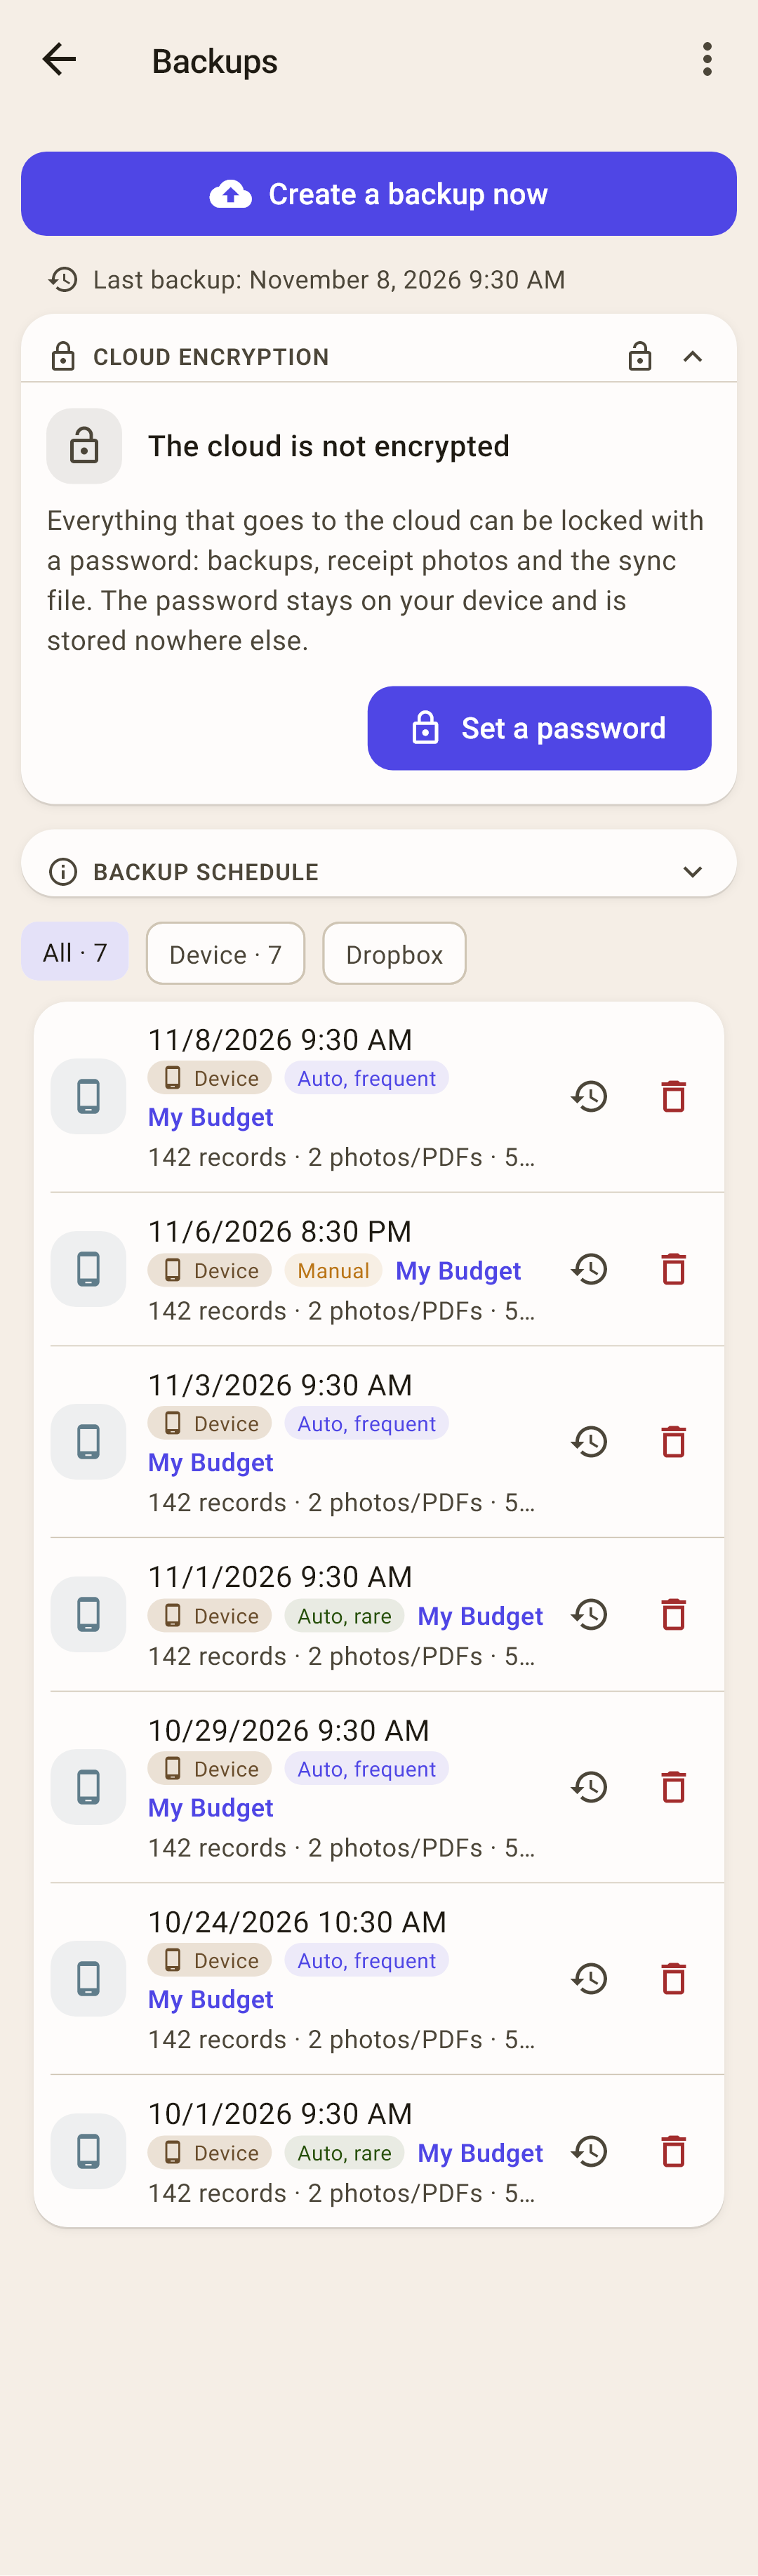 Backups
Create a backup now
Last backup: November 8, 2026 9:30 AM
CLOUD ENCRYPTION
The cloud is not encrypted
Everything that goes to the cloud can be locked with
a password: backups, receipt photos and the sync
file. The password stays on your device and is
stored nowhere else.
Set a password
BACKUP SCHEDULE
All · 7 Device · 7 Dropbox
11/8/2026 9:30 AM
Device Auto, frequent
My Budget
142 records · 2 photos/PDFs · 5…
11/6/2026 8:30 PM
Device Manual My Budget
142 records · 2 photos/PDFs · 5…
11/3/2026 9:30 AM
Device Auto, frequent
My Budget
142 records · 2 photos/PDFs · 5…
11/1/2026 9:30 AM
Device Auto, rare My Budget
142 records · 2 photos/PDFs · 5…
10/29/2026 9:30 AM
Device Auto, frequent
My Budget
142 records · 2 photos/PDFs · 5…
10/24/2026 10:30 AM
Device Auto, frequent
My Budget
142 records · 2 photos/PDFs · 5…
10/1/2026 9:30 AM
Device Auto, rare My Budget
142 records · 2 photos/PDFs · 5…